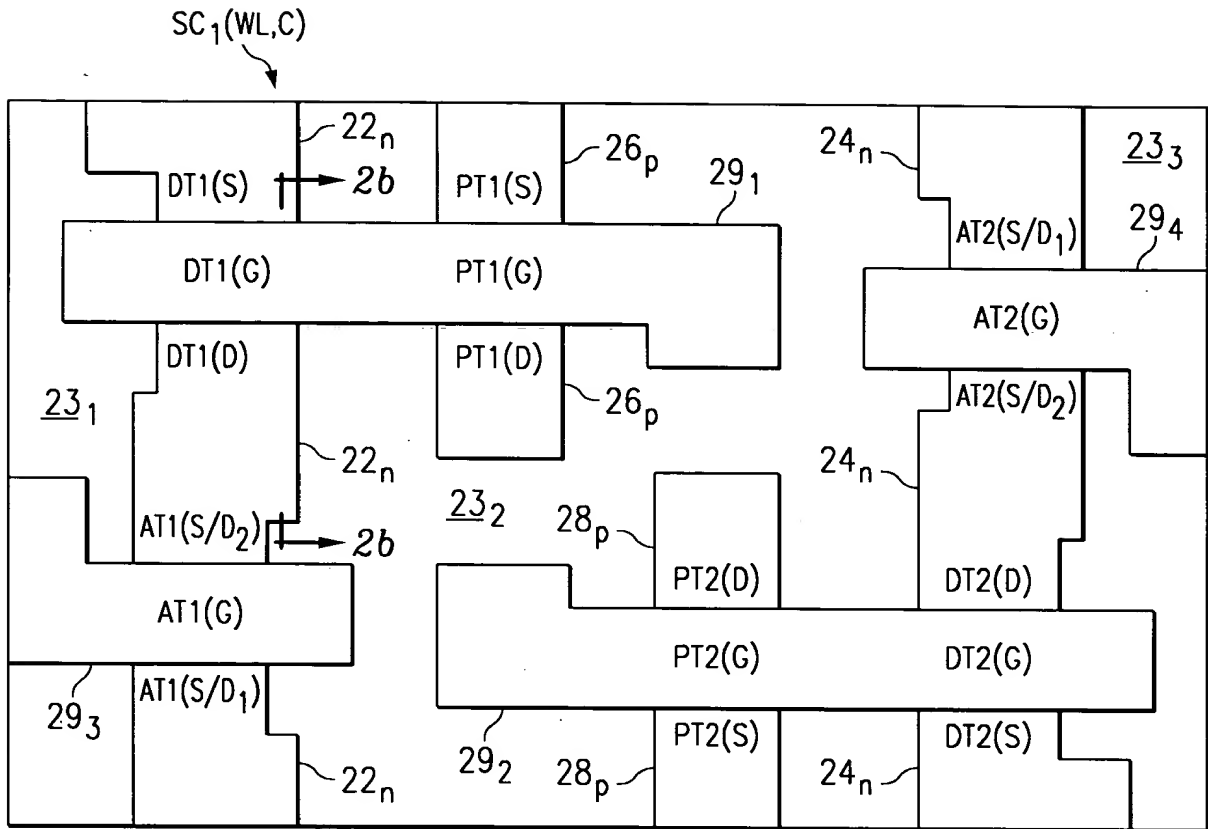 SC1(WL,C)
22n
26p
24n
233
DT1(S)
2b
PT1(S)
291
AT2(S/D1)
294
DT1(G)
PT1(G)
AT2(G)
DT1(D)
PT1(D)
26p
AT2(S/D2)
231
22n
24n
232
AT1(S/D2)
2b
28p
PT2(D)
DT2(D)
AT1(G)
PT2(G)
DT2(G)
293
AT1(S/D1)
292
PT2(S)
DT2(S)
22n
28p
24n